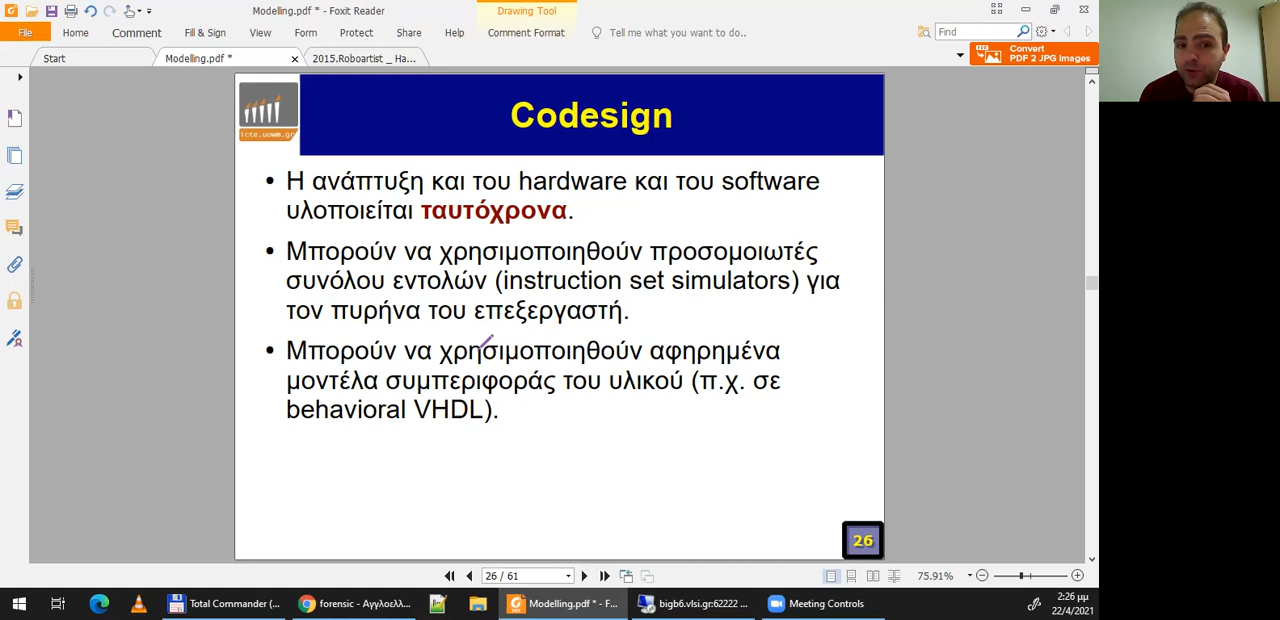 Modelling.pdf * - Foxit Reader
Drawing Tool
File Home Comment Fill & Sign View Form Protect Share Help Comment Format Tell me what you want to do.. Find
Start Modelling.pdf * 2015.Roboartist _ Ha...
Convert
PDF 2 JPG Images
icte.uowm.gr
Codesign
• Η ανάπτυξη και του hardware και του software
υλοποιείται ταυτόχρονα.
• Μπορούν να χρησιμοποιηθούν προσομοιωτές
συνόλου εντολών (instruction set simulators) για
τον πυρήνα του επεξεργαστή.
• Μπορούν να χρησιμοποιηθούν αφηρημένα
μοντέλα συμπεριφοράς του υλικού (π.χ. σε
behavioral VHDL).
26
26 / 61
75.91%
Total Commander (... forensic - Αγγλοελλ... Modelling.pdf * - F... bigb6.vlsi.gr:62222 ... Meeting Controls
2:26 μμ
22/4/2021